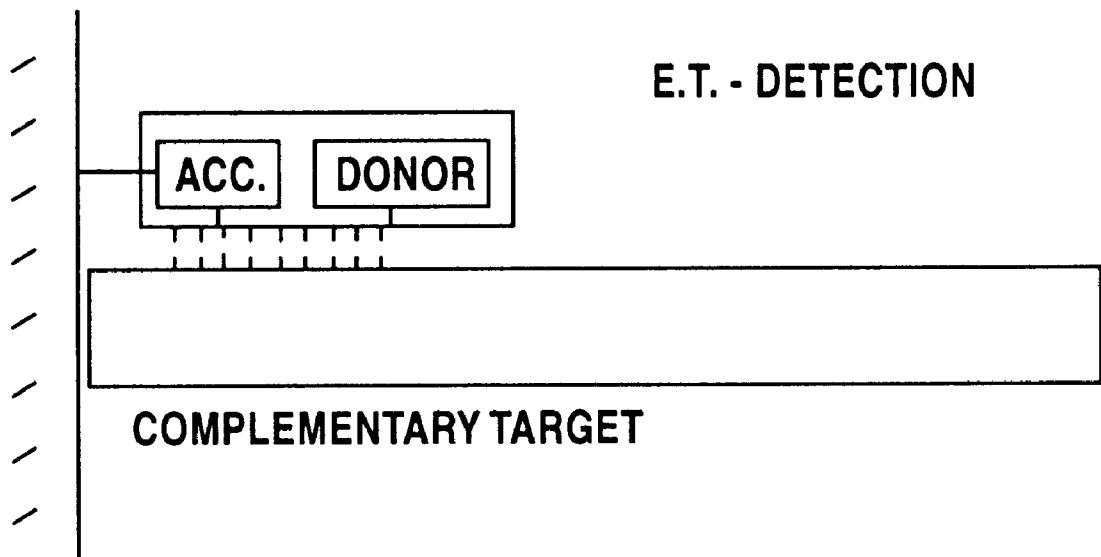 E.T. - DETECTION
ACC. DONOR
COMPLEMENTARY TARGET